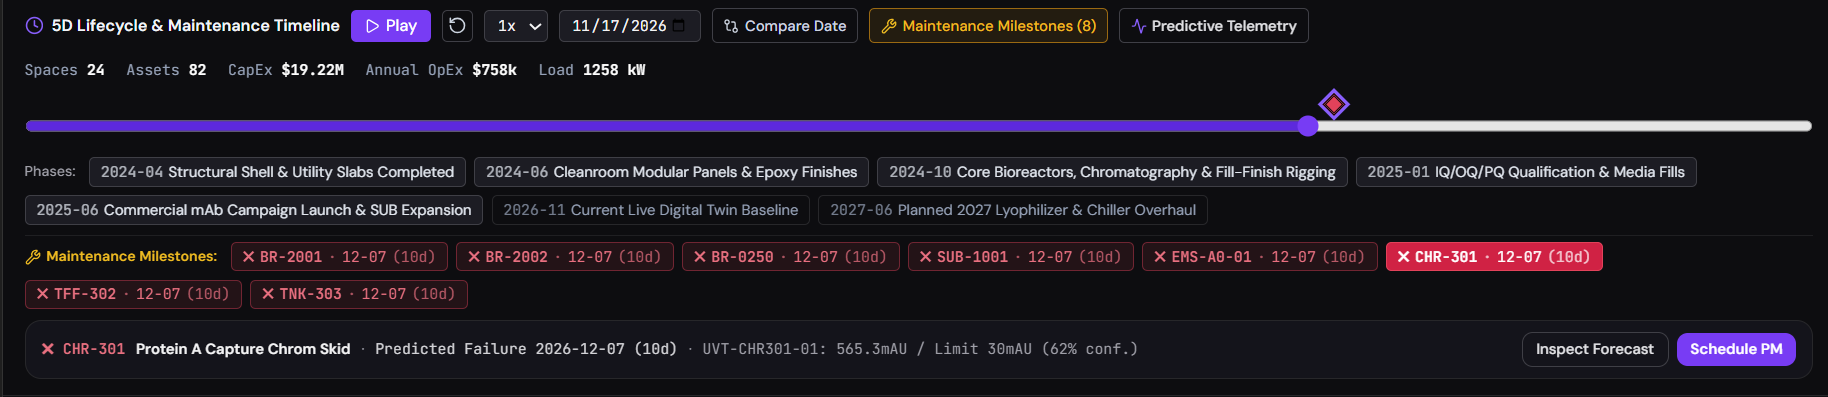 5D Lifecycle & Maintenance Timeline Play 1x 11/17/2026 Compare Date Maintenance Milestones (8) Predictive Telemetry
Spaces 24 Assets 82 CapEx $19.22M Annual OpEx $758k Load 1258 kW
Phases: 2024-04 Structural Shell & Utility Slabs Completed 2024-06 Cleanroom Modular Panels & Epoxy Finishes 2024-10 Core Bioreactors, Chromatography & Fill-Finish Rigging 2025-01 IQ/OQ/PQ Qualification & Media Fills
2025-06 Commercial mAb Campaign Launch & SUB Expansion 2026-11 Current Live Digital Twin Baseline 2027-06 Planned 2027 Lyophilizer & Chiller Overhaul
Maintenance Milestones: ✕ BR-2001 · 12-07 (10d) ✕ BR-2002 · 12-07 (10d) ✕ BR-0250 · 12-07 (10d) ✕ SUB-1001 · 12-07 (10d) ✕ EMS-A0-01 · 12-07 (10d) ✕ CHR-301 · 12-07 (10d)
✕ TFF-302 · 12-07 (10d) ✕ TNK-303 · 12-07 (10d)
✕ CHR-301 Protein A Capture Chrom Skid · Predicted Failure 2026-12-07 (10d) · UVT-CHR301-01: 565.3mAU / Limit 30mAU (62% conf.) Inspect Forecast Schedule PM